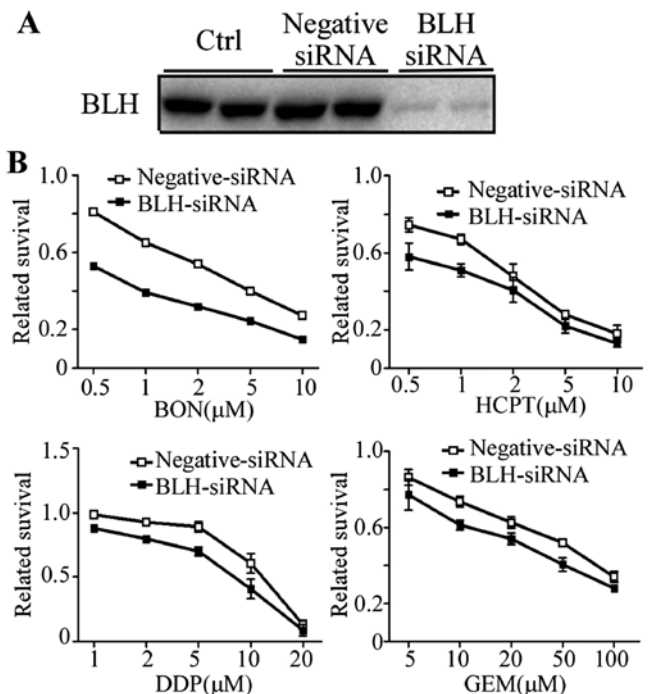 A
Ctrl
Negative siRNA
BLH siRNA
BLH
B
1.0
0.6
0.2
0
Related suvival
Negative-siRNA
BLH-siRNA
0.5 1 2 5 10
BON(μM)
1.0
0.6
0.2
0
Related suvival
Negative-siRNA
BLH-siRNA
0.5 1 2 5 10
HCPT(μM)
1.5
1.0
0.5
0
Related suvival
Negative-siRNA
BLH-siRNA
1 2 5 10 20
DDP(μM)
1.0
0.6
0.2
0
Related suvival
Negative-siRNA
BLH-siRNA
5 10 20 50 100
GEM(μM)